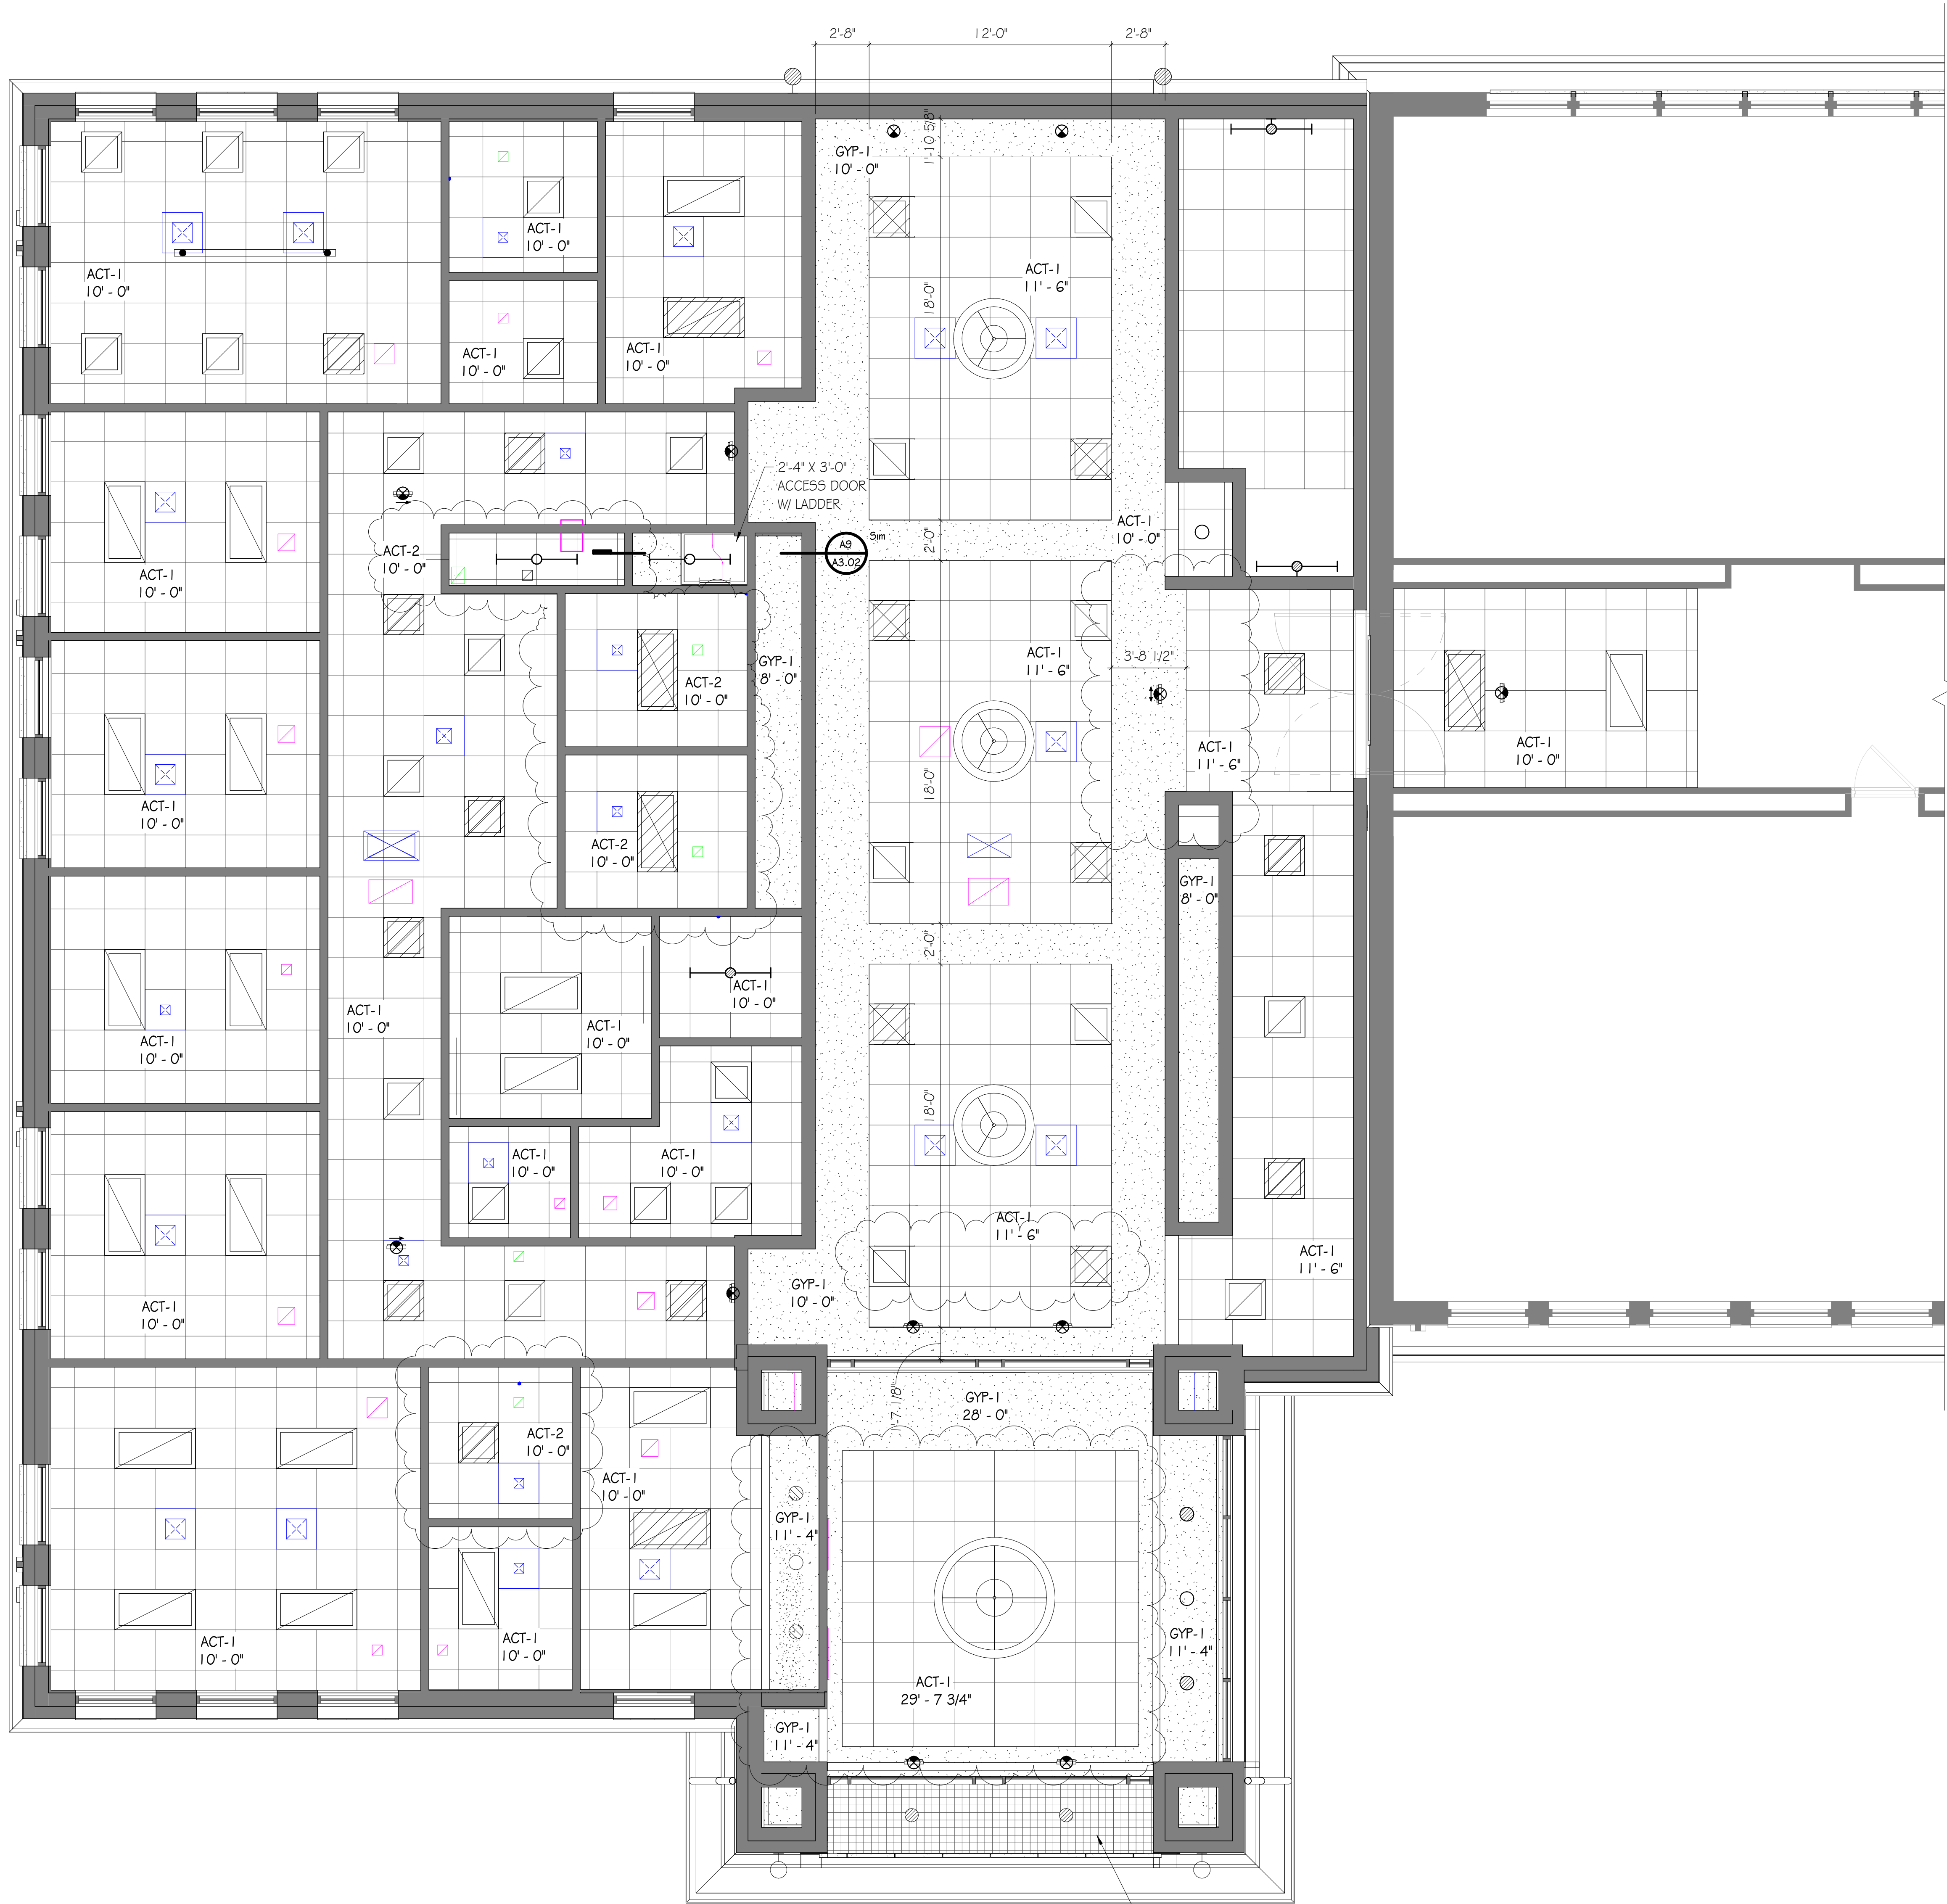 2'-8"
12'-0"
2'-8"
1'-10 5/8"
GYP-1
10' - 0"
ACT-1
10' - 0"
ACT-1
10' - 0"
ACT-1
11' - 6"
18'-0"
ACT-1
10' - 0"
ACT-1
10' - 0"
2'-4" X 3'-0"
ACCESS DOOR
W/ LADDER
ACT-1
10' - 0"
Sim
A9
A3.02
2'-0"
ACT-2
10' - 0"
ACT-1
10' - 0"
GYP-1
8' - 0"
ACT-2
10' - 0"
ACT-1
11' - 6"
3'-8 1/2"
ACT-1
11' - 6"
ACT-1
10' - 0"
18'-0"
ACT-1
10' - 0"
ACT-2
10' - 0"
GYP-1
8' - 0"
2'-0"
ACT-1
10' - 0"
ACT-1
10' - 0"
ACT-1
10' - 0"
ACT-1
10' - 0"
18'-0"
ACT-1
10' - 0"
ACT-1
10' - 0"
ACT-1
11' - 6"
ACT-1
11' - 6"
GYP-1
10' - 0"
ACT-1
10' - 0"
1'-7 1/8"
GYP-1
28' - 0"
ACT-2
10' - 0"
ACT-1
10' - 0"
GYP-1
11' - 4"
ACT-1
10' - 0"
ACT-1
10' - 0"
GYP-1
11' - 4"
ACT-1
29' - 7 3/4"
GYP-1
11' - 4"